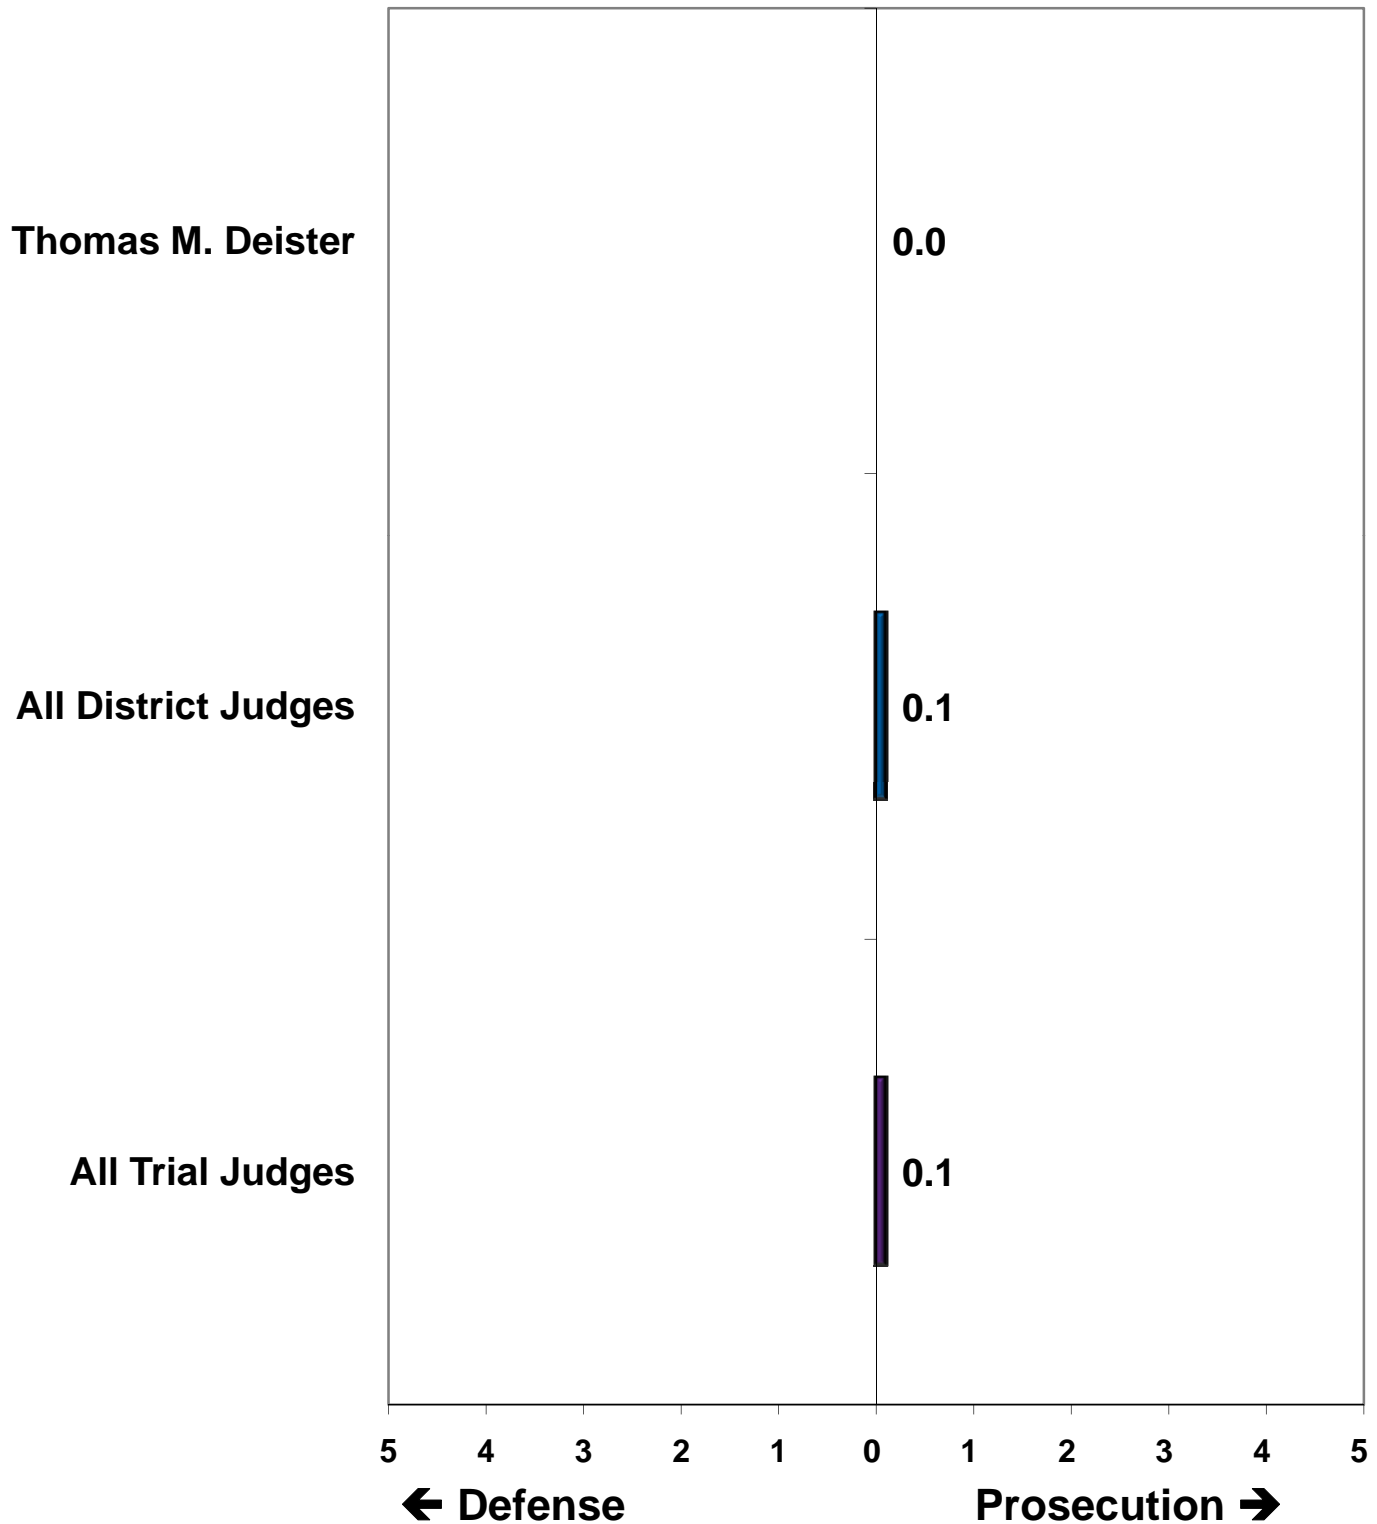 Thomas M. Deister
0.0
All District Judges
0.1
All Trial Judges
0.1
5 4 3 2 1 0 1 2 3 4 5
← Defense Prosecution →